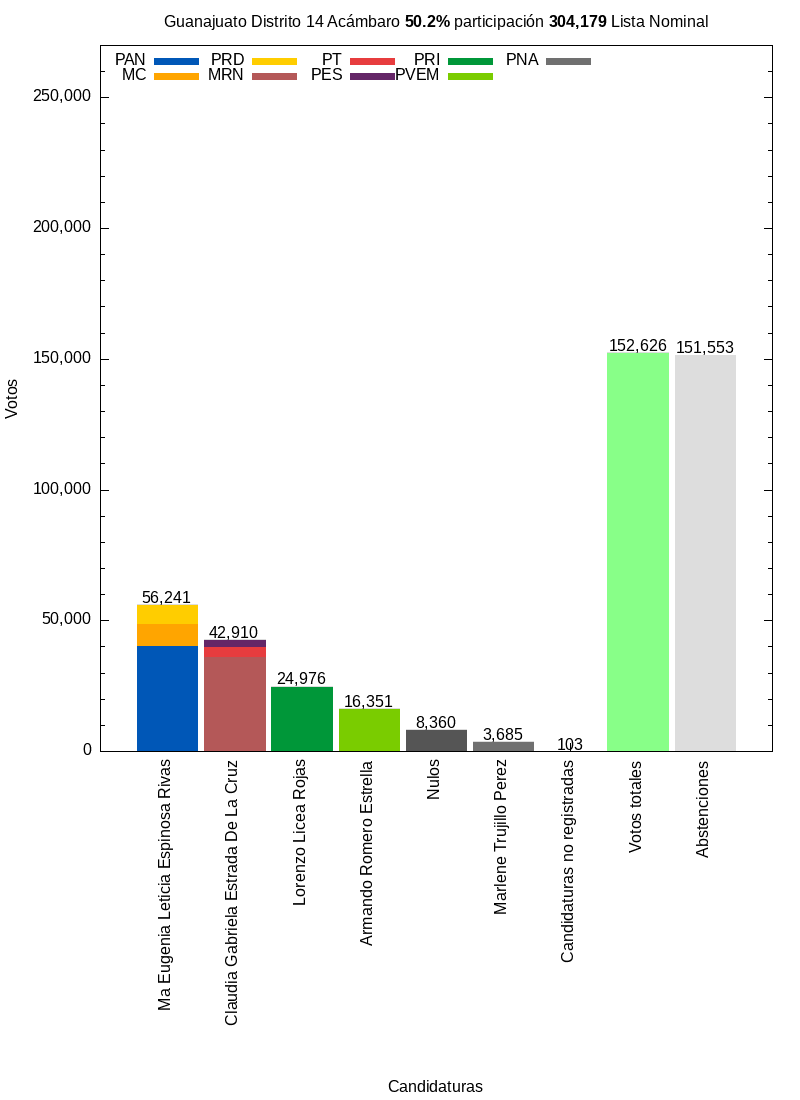 Guanajuato Distrito 14 Acámbaro 50.2% participación 304,179 Lista Nominal
PAN PRD PT PRI PNA
MC MRN PES PVEM
Votos
250,000
200,000
150,000
100,000
50,000
0
56,241
42,910
24,976
16,351
8,360
3,685
103
152,626
151,553
Ma Eugenia Leticia Espinosa Rivas
Claudia Gabriela Estrada De La Cruz
Lorenzo Licea Rojas
Armando Romero Estrella
Nulos
Marlene Trujillo Perez
Candidaturas no registradas
Votos totales
Abstenciones
Candidaturas